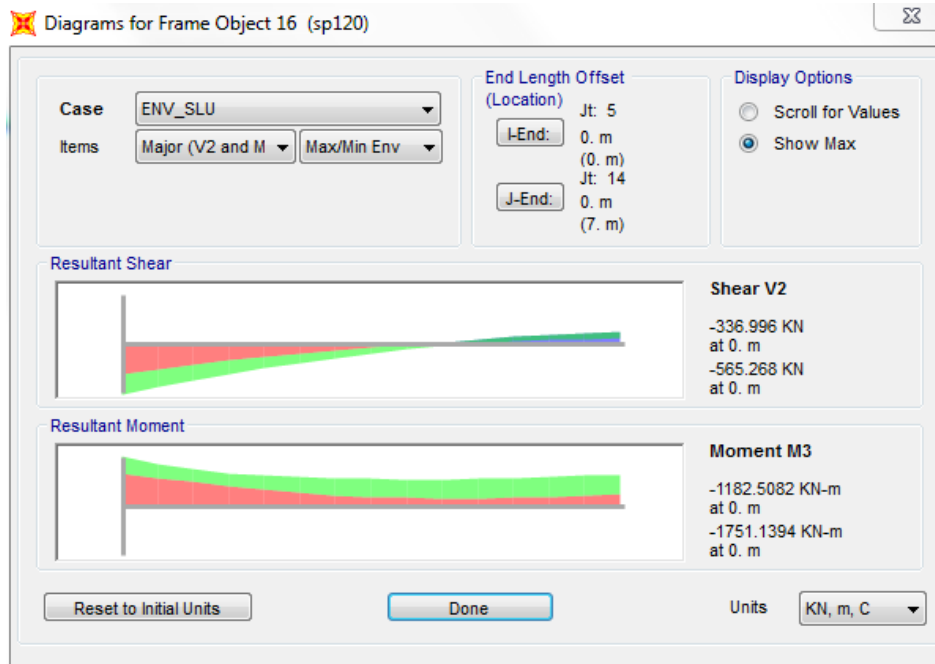 Diagrams for Frame Object 16 (sp120)
Case
ENV_SLU
Items
Major (V2 and M
Max/Min Env
End Length Offset
(Location)
Jt: 5
I-End:
0. m
(0. m)
Jt: 14
J-End:
0. m
(7. m)
Display Options
Scroll for Values
Show Max
Resultant Shear
Shear V2
-336.996 KN
at 0. m
-565.268 KN
at 0. m
Resultant Moment
Moment M3
-1182.5082 KN-m
at 0. m
-1751.1394 KN-m
at 0. m
Reset to Initial Units
Done
Units
KN, m, C